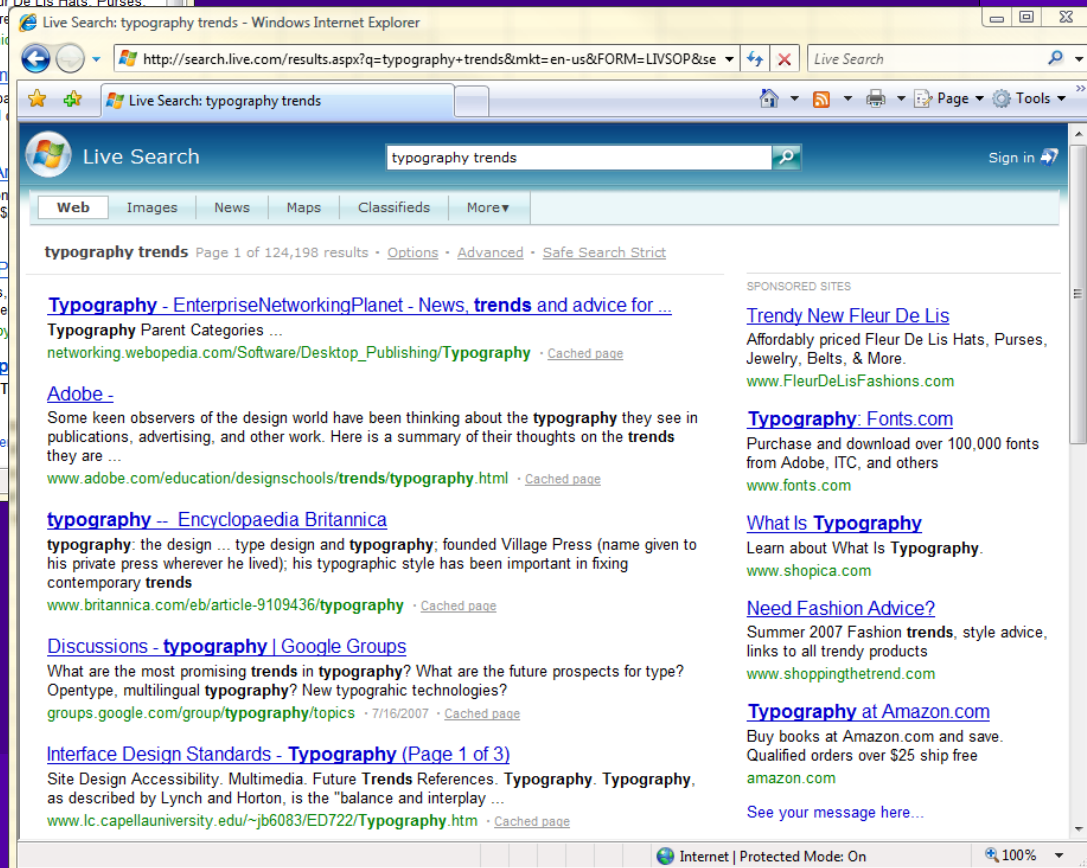 Live Search: typography trends - Windows Internet Explorer
http://search.live.com/results.aspx?q=typography+trends&mkt=en-us&FORM=LIVSOP&se
Live Search
Live Search: typography trends
Page
Tools
Live Search
typography trends
Sign in
Web Images News Maps Classifieds More▾
typography trends Page 1 of 124,198 results · Options · Advanced · Safe Search Strict
Typography - EnterpriseNetworkingPlanet - News, trends and advice for ...
Typography Parent Categories ...
networking.webopedia.com/Software/Desktop_Publishing/Typography · Cached page
Adobe -
Some keen observers of the design world have been thinking about the typography they see in
publications, advertising, and other work. Here is a summary of their thoughts on the trends
they are ...
www.adobe.com/education/designschools/trends/typography.html · Cached page
typography -- Encyclopaedia Britannica
typography: the design ... type design and typography; founded Village Press (name given to
his private press wherever he lived); his typographic style has been important in fixing
contemporary trends
www.britannica.com/eb/article-9109436/typography · Cached page
Discussions - typography | Google Groups
What are the most promising trends in typography? What are the future prospects for type?
Opentype, multilingual typography? New typograhic technologies?
groups.google.com/group/typography/topics · 7/16/2007 · Cached page
Interface Design Standards - Typography (Page 1 of 3)
Site Design Accessibility. Multimedia. Future Trends References. Typography. Typography,
as described by Lynch and Horton, is the "balance and interplay ...
www.lc.capellauniversity.edu/~jb6083/ED722/Typography.htm · Cached page
SPONSORED SITES
Trendy New Fleur De Lis
Affordably priced Fleur De Lis Hats, Purses,
Jewelry, Belts, & More.
www.FleurDeLisFashions.com
Typography: Fonts.com
Purchase and download over 100,000 fonts
from Adobe, ITC, and others
www.fonts.com
What Is Typography
Learn about What Is Typography.
www.shopica.com
Need Fashion Advice?
Summer 2007 Fashion trends, style advice,
links to all trendy products
www.shoppingthetrend.com
Typography at Amazon.com
Buy books at Amazon.com and save.
Qualified orders over $25 ship free
amazon.com
See your message here...
Internet | Protected Mode: On
100%